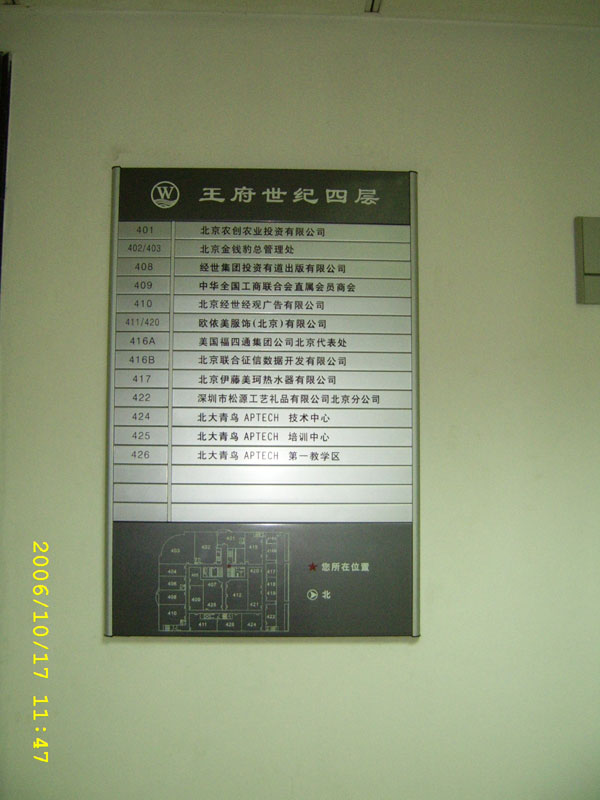 W 王府世纪四层
401 北京农创农业投资有限公司
402/403 北京金钱豹总管理处
408 经世集团投资有道出版有限公司
409 中华全国工商联合会直属会员商会
410 北京经世经观广告有限公司
411/420 欧依美服饰(北京)有限公司
416A 美国福四通集团公司北京代表处
416B 北京联合征信数据开发有限公司
417 北京伊藤美珂热水器有限公司
422 深圳市松源工艺礼品有限公司北京分公司
424 北大青鸟 APTECH 技术中心
425 北大青鸟 APTECH 培训中心
426 北大青鸟 APTECH 第一教学区
★ 您所在位置
北
2006/10/17 11:47